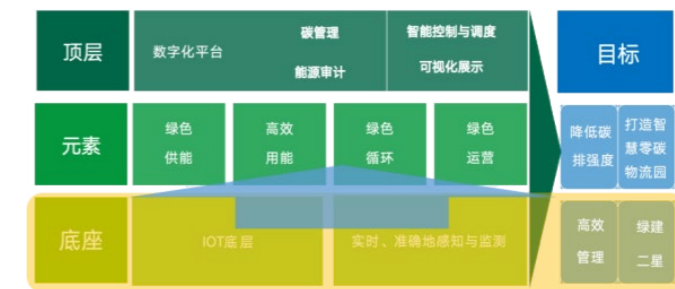 顶层
数字化平台
碳管理
能源审计
智能控制与调度
可视化展示
目标
元素
绿色
供能
高效
用能
绿色
循环
绿色
运营
降低碳
排强度
打造智
慧零碳
物流园
底座
IOT底层
实时、准确地感知与监测
高效
管理
绿建
二星